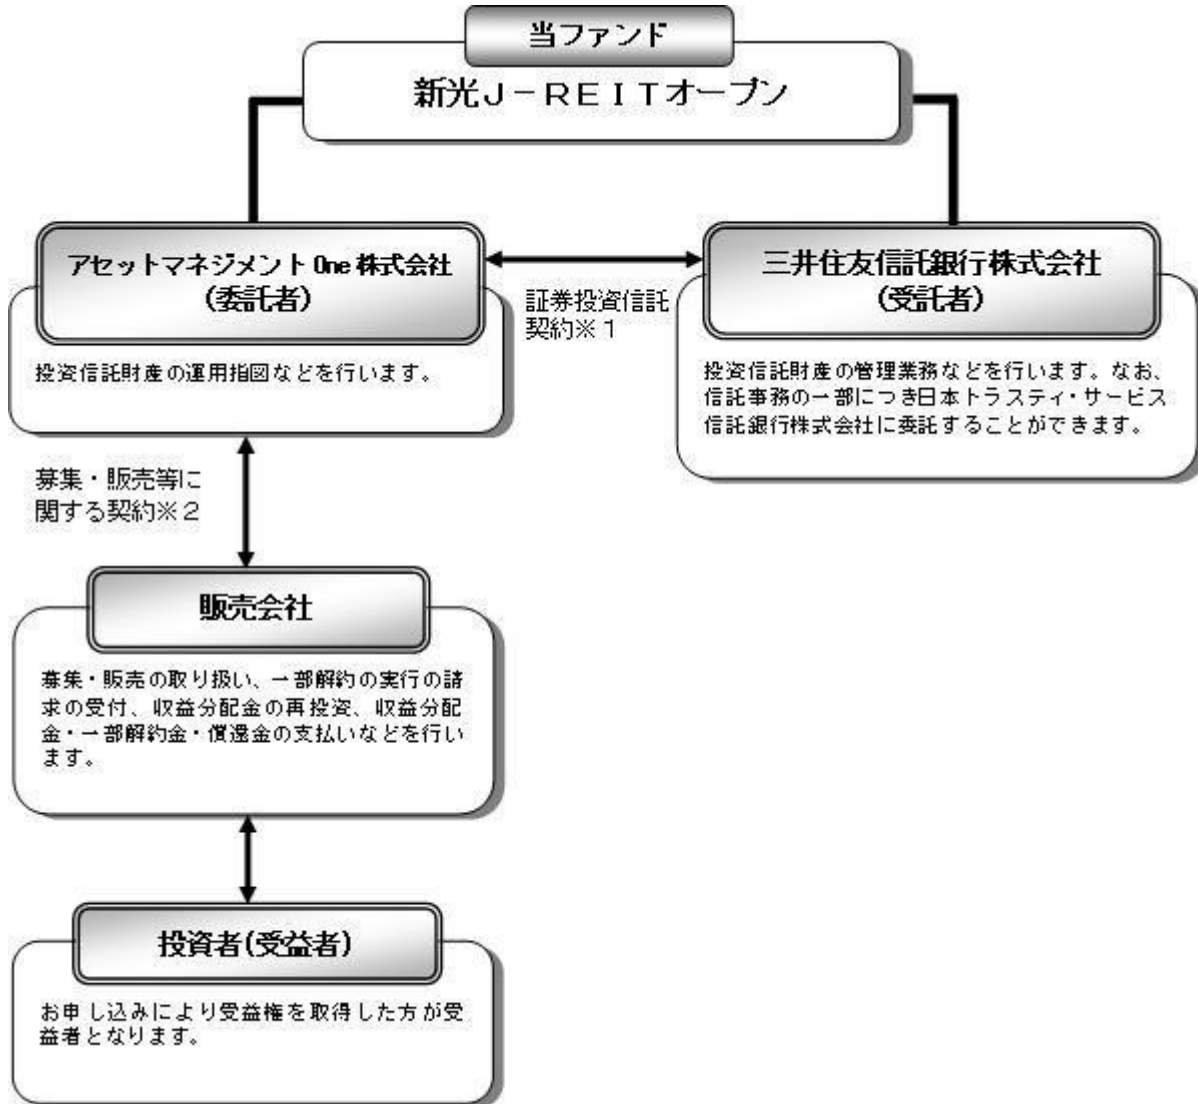 当ファンド
新光J－REITオープン
アセットマネジメント One 株式会社
(委託者)
投資信託財産の運用指図などを行います。
証券投資信託
契約※1
三井住友信託銀行株式会社
(受託者)
投資信託財産の管理業務などを行います。なお、
信託事務の一部につき日本トラスティ・サービス
信託銀行株式会社に委託することができます。
募集・販売等に
関する契約※2
販売会社
募集・販売の取り扱い、一部解約の実行の請
求の受付、収益分配金の再投資、収益分配
金・一部解約金・償還金の支払いなどを行い
ます。
投資者(受益者)
お申し込みにより受益権を取得した方が受
益者となります。